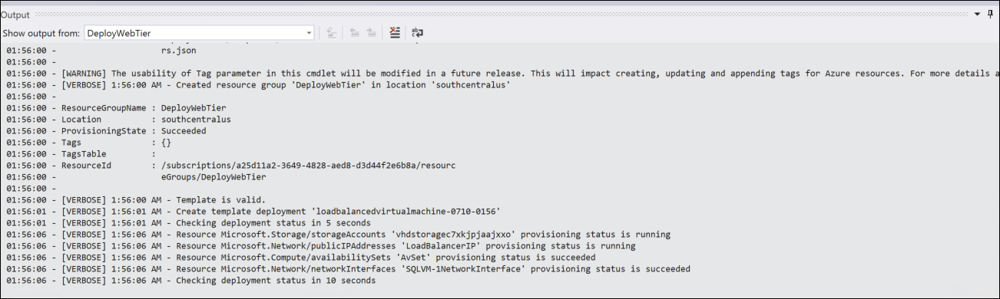 Output
Show output from: DeployWebTier
01:56:00 - rs.json
01:56:00 -
01:56:00 - [WARNING] The usability of Tag parameter in this cmdlet will be modified in a future release. This will impact creating, updating and appending tags for Azure resources. For more details a
01:56:00 - [VERBOSE] 1:56:00 AM - Created resource group 'DeployWebTier' in location 'southcentralus'
01:56:00 -
01:56:00 - ResourceGroupName : DeployWebTier
01:56:00 - Location : southcentralus
01:56:00 - ProvisioningState : Succeeded
01:56:00 - Tags : {}
01:56:00 - TagsTable :
01:56:00 - ResourceId : /subscriptions/a25d11a2-3649-4828-aed8-d3d44f2e6b8a/resourc
01:56:00 - eGroups/DeployWebTier
01:56:00 -
01:56:00 - [VERBOSE] 1:56:00 AM - Template is valid.
01:56:01 - [VERBOSE] 1:56:01 AM - Create template deployment 'loadbalancedvirtualmachine-0710-0156'
01:56:01 - [VERBOSE] 1:56:01 AM - Checking deployment status in 5 seconds
01:56:06 - [VERBOSE] 1:56:06 AM - Resource Microsoft.Storage/storageAccounts 'vhdstoragec7xkjpjaajxxo' provisioning status is running
01:56:06 - [VERBOSE] 1:56:06 AM - Resource Microsoft.Network/publicIPAddresses 'LoadBalancerIP' provisioning status is running
01:56:06 - [VERBOSE] 1:56:06 AM - Resource Microsoft.Compute/availabilitySets 'AvSet' provisioning status is succeeded
01:56:06 - [VERBOSE] 1:56:06 AM - Resource Microsoft.Network/networkInterfaces 'SQLVM-1NetworkInterface' provisioning status is succeeded
01:56:06 - [VERBOSE] 1:56:06 AM - Checking deployment status in 10 seconds